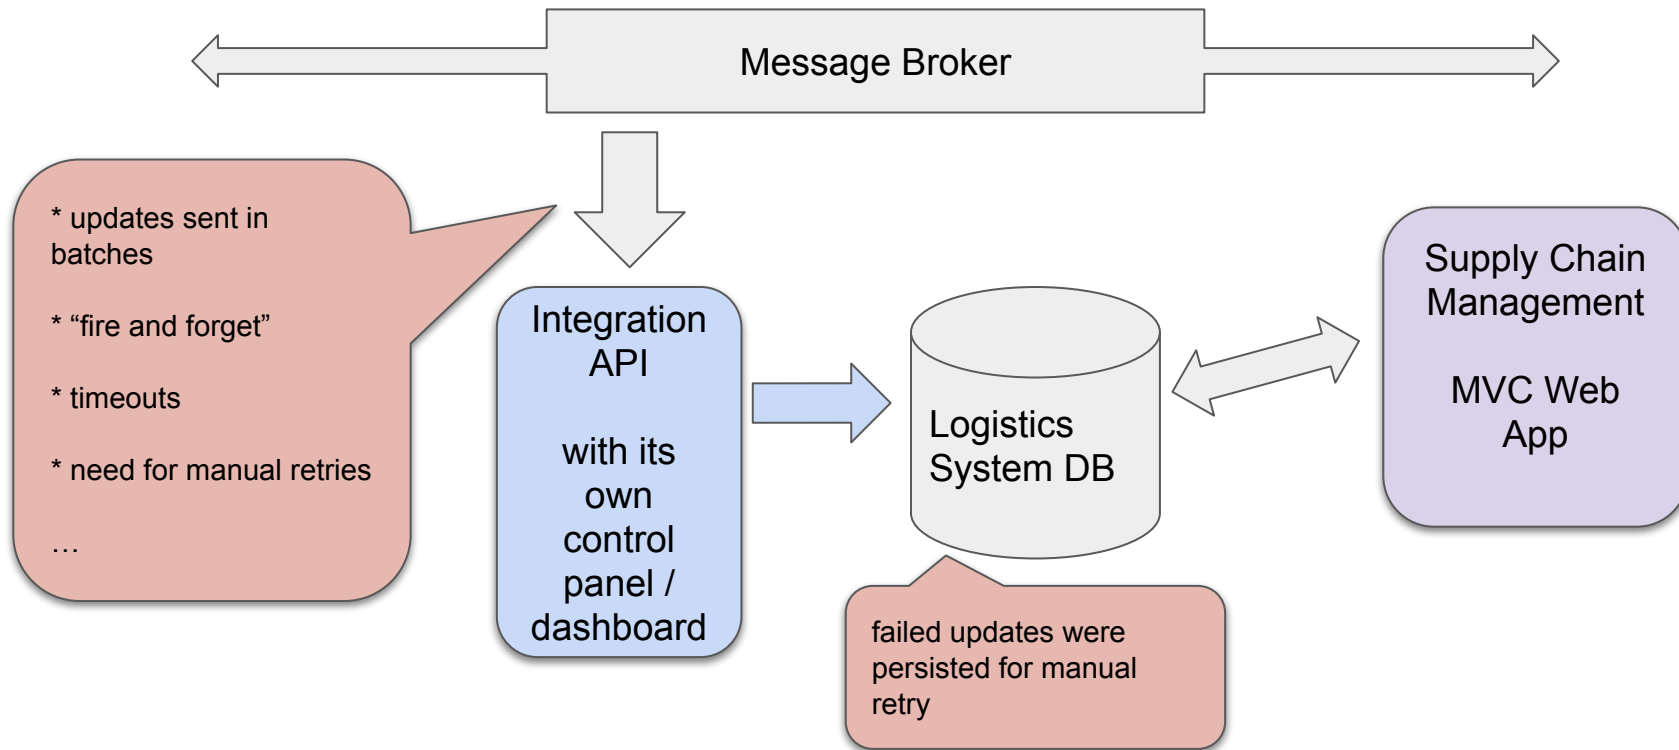 Message Broker
* updates sent in
batches
* “fire and forget”
* timeouts
* need for manual retries
…
Integration
API
with its
own
control
panel /
dashboard
Logistics
System DB
failed updates were
persisted for manual
retry
Supply Chain
Management
MVC Web
App